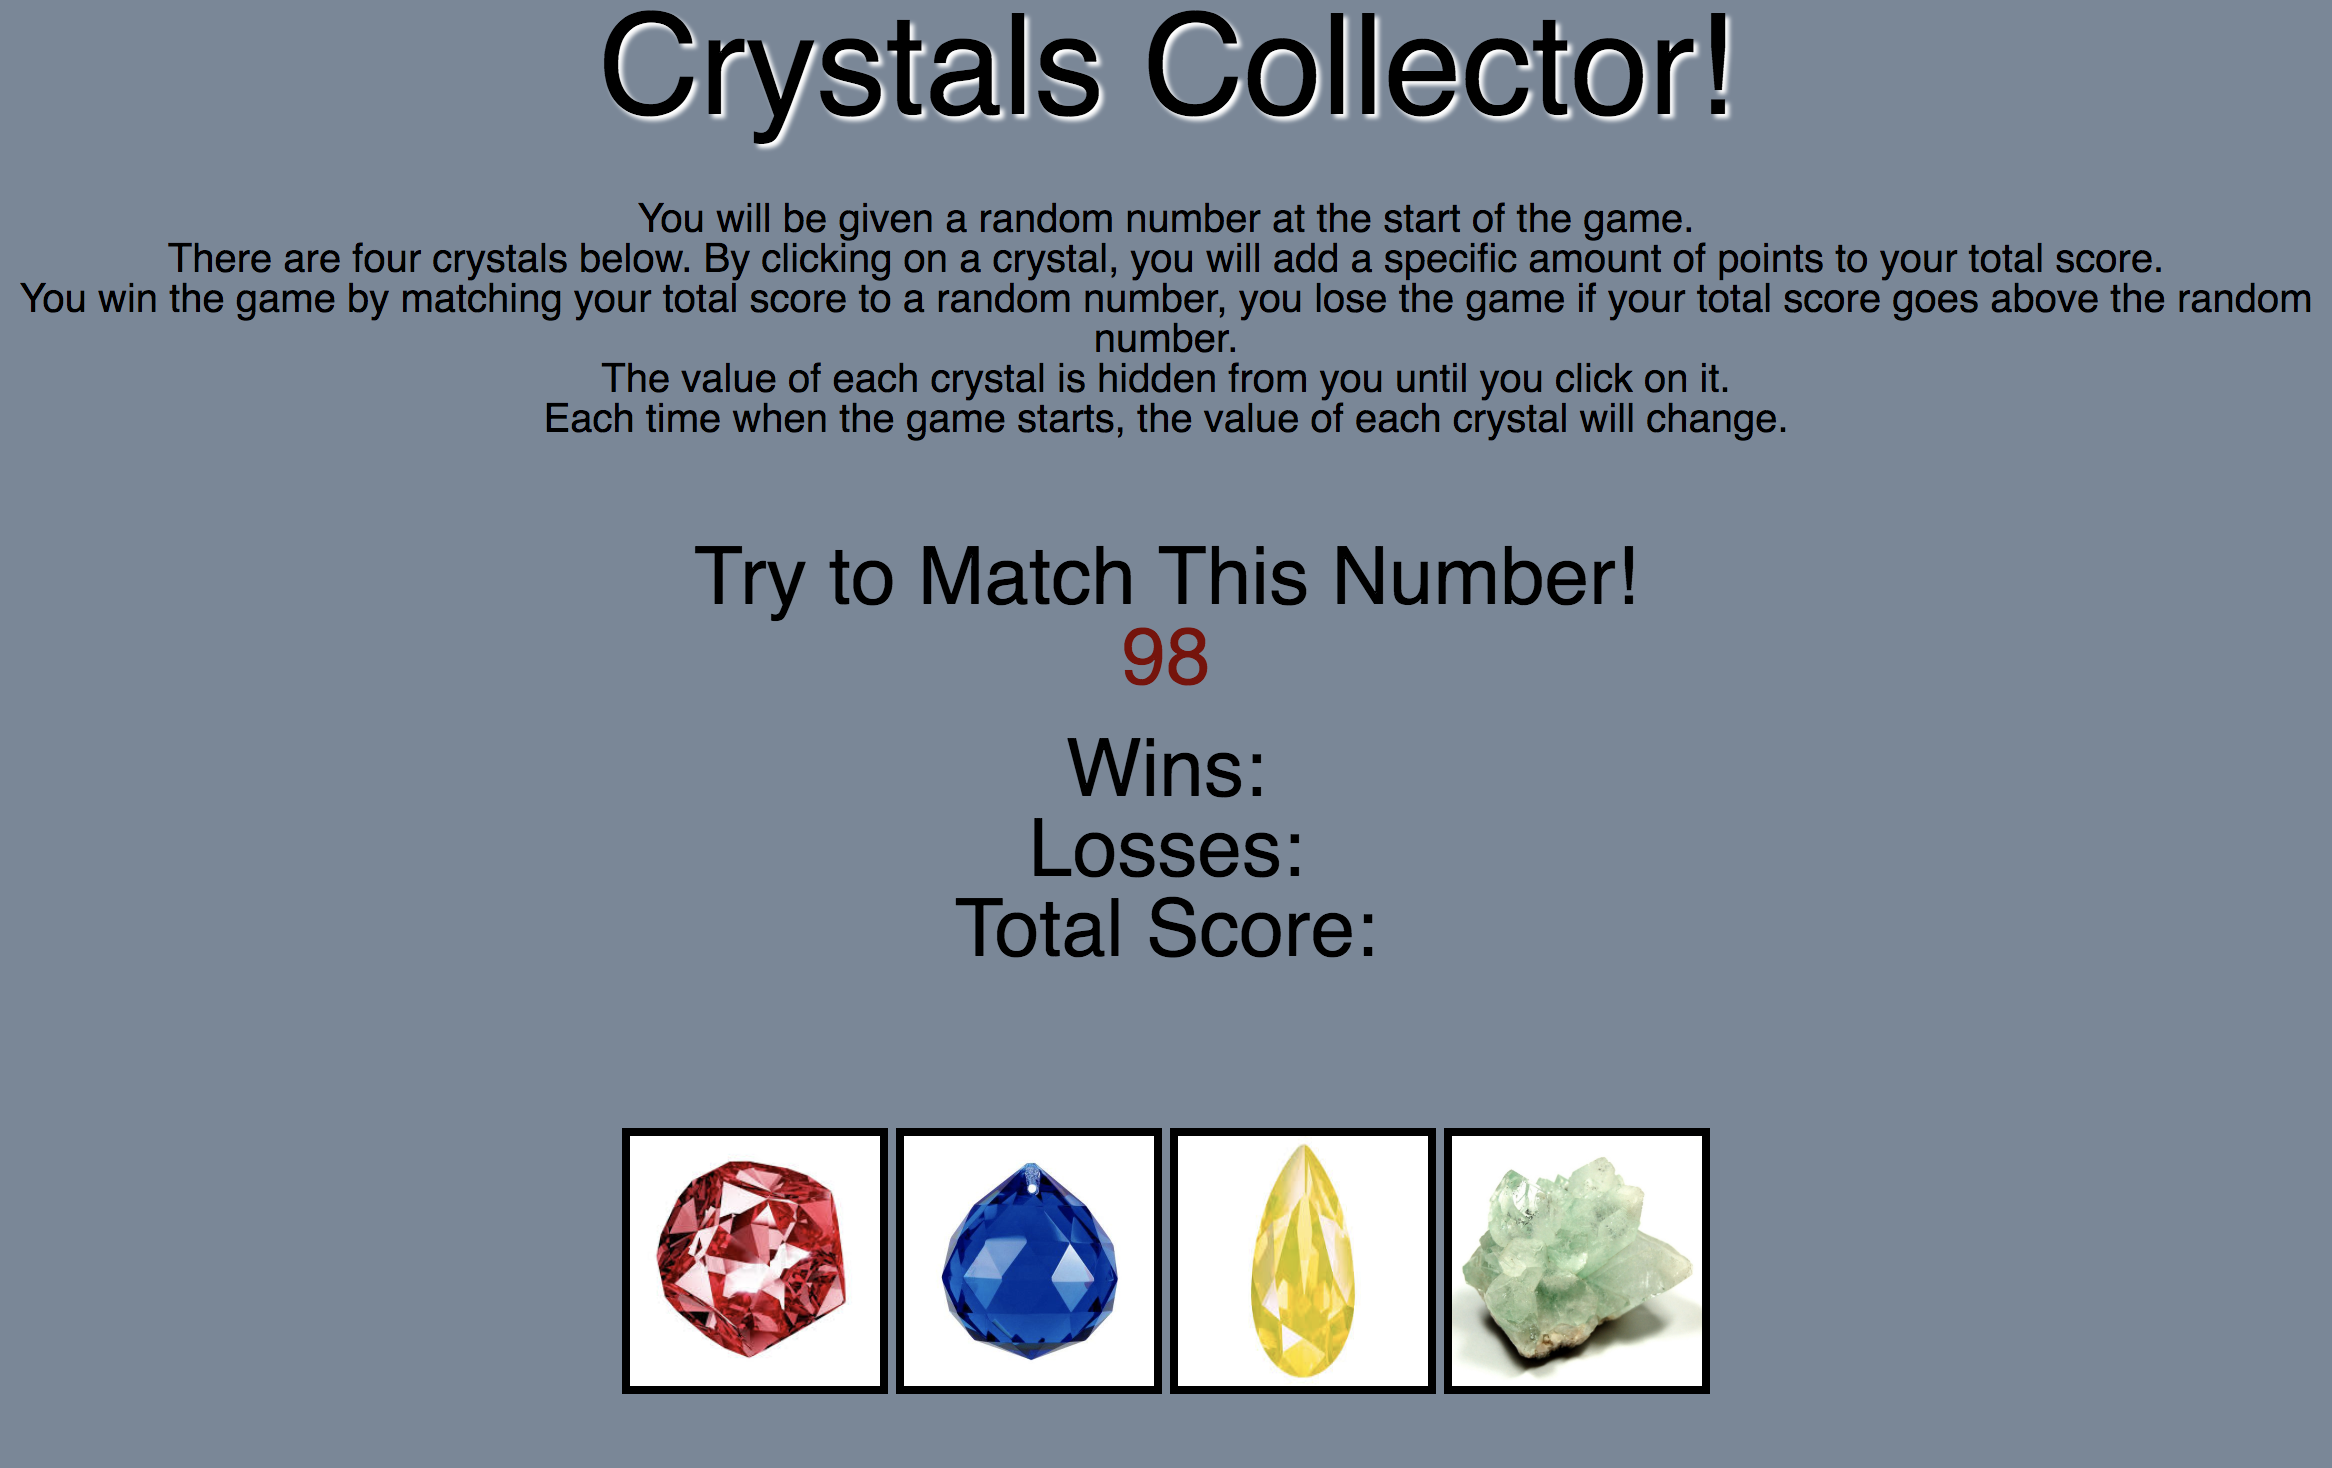 Crystals Collector!
You will be given a random number at the start of the game.
There are four crystals below. By clicking on a crystal, you will add a specific amount of points to your total score.
You win the game by matching your total score to a random number, you lose the game if your total score goes above the random
number.
The value of each crystal is hidden from you until you click on it.
Each time when the game starts, the value of each crystal will change.
Try to Match This Number!
98
Wins:
Losses:
Total Score: